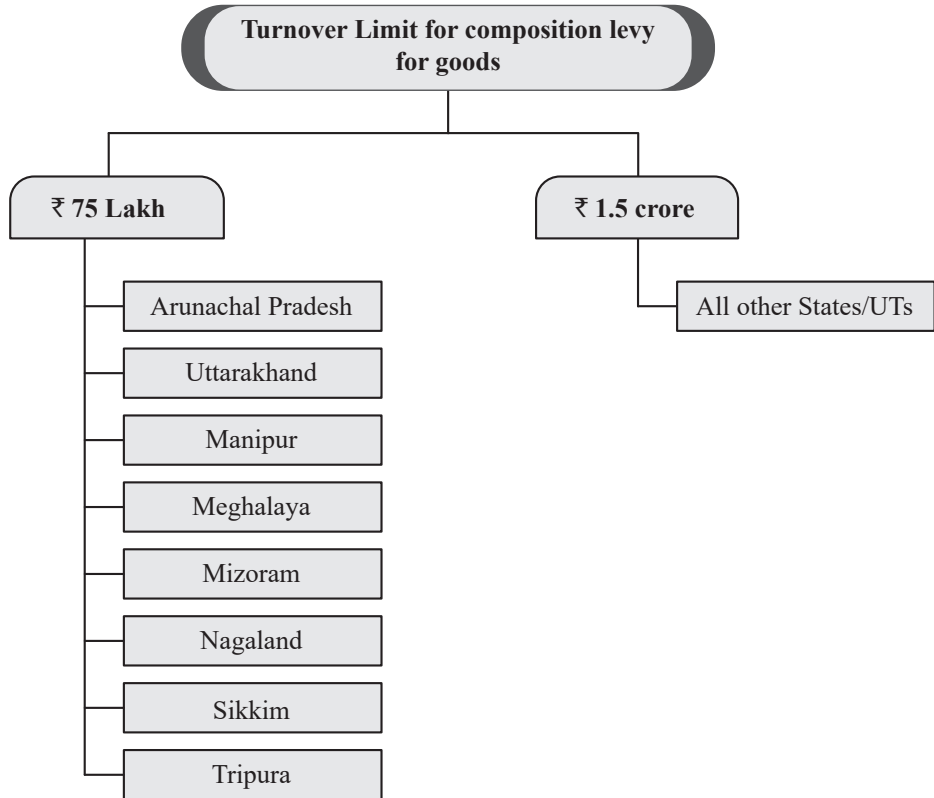 Turnover Limit for composition levy
for goods
₹ 75 Lakh
₹ 1.5 crore
Arunachal Pradesh
All other States/UTs
Uttarakhand
Manipur
Meghalaya
Mizoram
Nagaland
Sikkim
Tripura